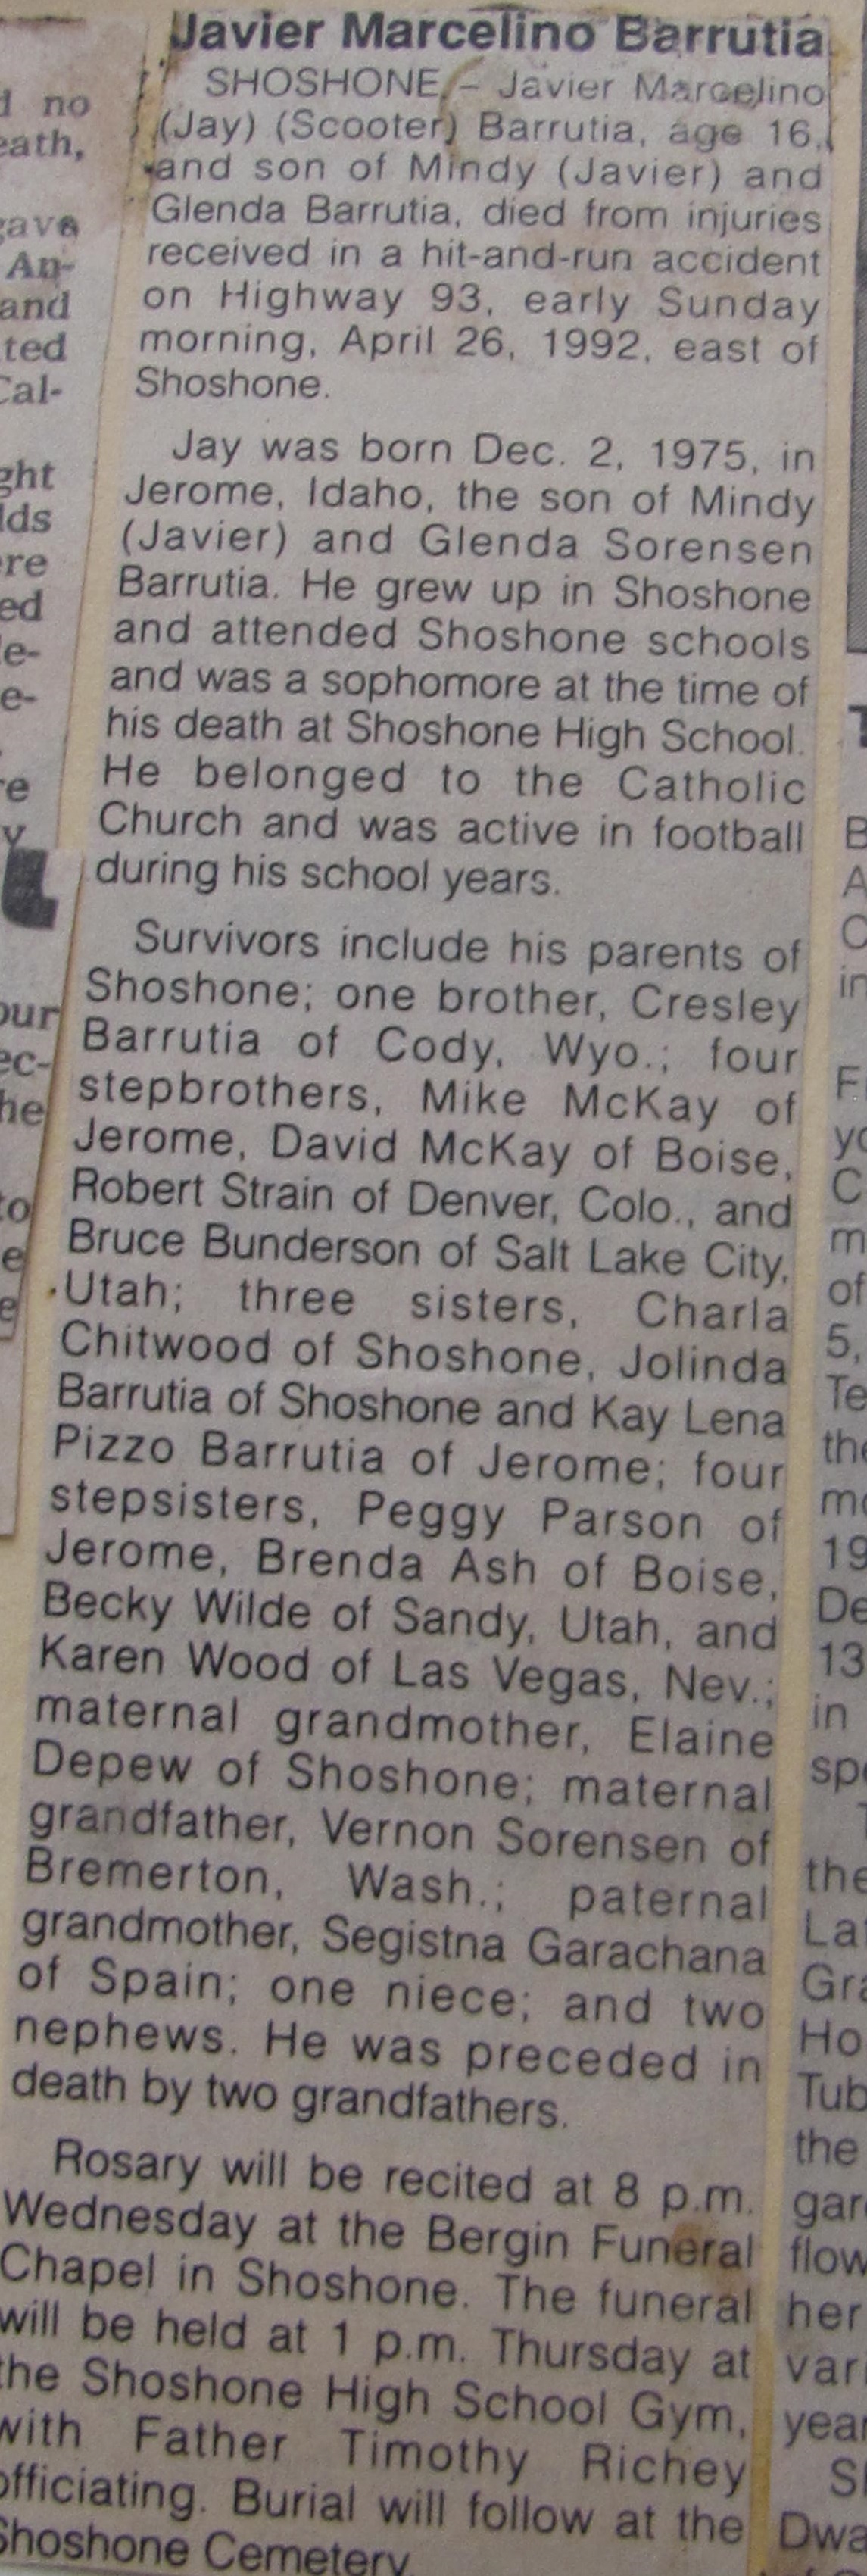 Javier Marcelino Barrutia
SHOSHONE – Javier Marcelino
(Jay) (Scooter) Barrutia, age 16,
and son of Mindy (Javier) and
Glenda Barrutia, died from injuries
received in a hit-and-run accident
on Highway 93, early Sunday
morning, April 26, 1992, east of
Shoshone.
Jay was born Dec. 2, 1975, in
Jerome, Idaho, the son of Mindy
(Javier) and Glenda Sorensen
Barrutia. He grew up in Shoshone
and attended Shoshone schools
and was a sophomore at the time of
his death at Shoshone High School.
He belonged to the Catholic
Church and was active in football
during his school years.
Survivors include his parents of
Shoshone; one brother, Cresley
Barrutia of Cody, Wyo.; four
stepbrothers, Mike McKay of
Jerome, David McKay of Boise,
Robert Strain of Denver, Colo., and
Bruce Bunderson of Salt Lake City,
Utah; three sisters, Charla
Chitwood of Shoshone, Jolinda
Barrutia of Shoshone and Kay Lena
Pizzo Barrutia of Jerome; four
stepsisters, Peggy Parson of
Jerome, Brenda Ash of Boise,
Becky Wilde of Sandy, Utah, and
Karen Wood of Las Vegas, Nev.;
maternal grandmother, Elaine
Depew of Shoshone; maternal
grandfather, Vernon Sorensen of
Bremerton, Wash.; paternal
grandmother, Segistna Garachana
of Spain; one niece; and two
nephews. He was preceded in
death by two grandfathers.
Rosary will be recited at 8 p.m.
Wednesday at the Bergin Funeral
Chapel in Shoshone. The funeral
will be held at 1 p.m. Thursday at
the Shoshone High School Gym,
with Father Timothy Richey
officiating. Burial will follow at the
Shoshone Cemetery.